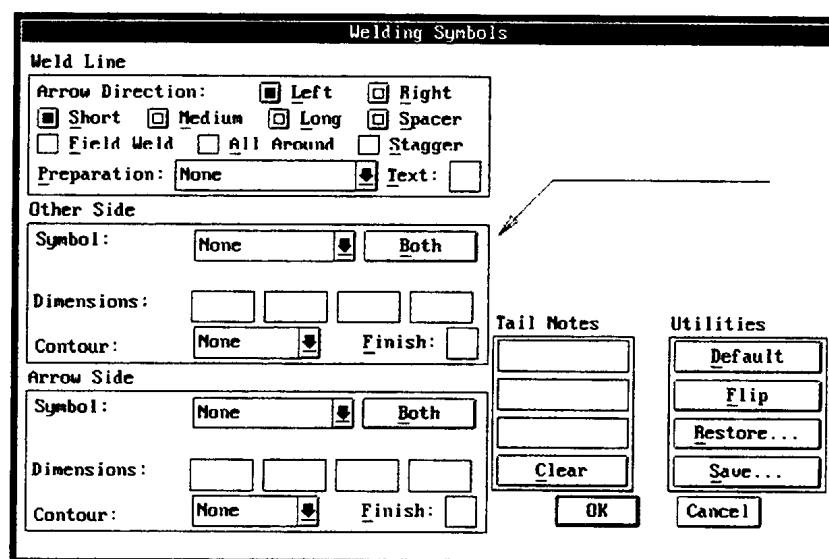 Welding Symbols
Weld Line
Arrow Direction: Left Right
Short Medium Long Spacer
Field Weld All Around Stagger
Preparation: None Text:
Other Side
Symbol: None Both
Dimensions:
Contour: None Finish:
Arrow Side
Symbol: None Both
Dimensions:
Contour: None Finish:
Tail Notes
Clear
Utilities
Default
Flip
Restore...
Save...
OK Cancel